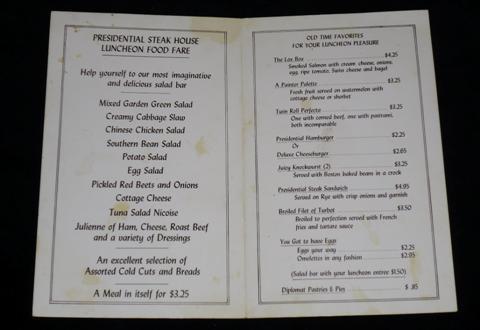 PRESIDENTIAL STEAK HOUSE
LUNCHEON FOOD FARE
Help yourself to our most imaginative
and delicious salad bar
Mixed Garden Green Salad
Creamy Cabbage Slaw
Chinese Chicken Salad
Southern Bean Salad
Potato Salad
Egg Salad
Pickled Red Beets and Onions
Cottage Cheese
Tuna Salad Nicoise
Julienne of Ham, Cheese, Roast Beef
and a variety of Dressings
An excellent selection of
Assorted Cold Cuts and Breads
A Meal in itself for $3.25
OLD TIME FAVORITES
FOR YOUR LUNCHEON PLEASURE
The Lox Box $4.25
Smoked Salmon with cream cheese, onions,
egg, ripe tomato, Swiss cheese and bagel
A Painter Palette $3.25
Fresh fruit served on watermelon with
cottage cheese or sherbet
Twin Roll Perfecto $3.25
One with corned beef, one with pastrami,
both incomparable
Presidential Hamburger $2.25
Or
Deluxe Cheeseburger $2.65
Juicy Knockwurst (2) $3.25
Served with Boston baked beans in a crock
Presidential Steak Sandwich $4.95
Served on Rye with crisp onions and garnish
Broiled Filet of Turbot $3.50
Broiled to perfection served with French
fries and tartare sauce
You Got to have Eggs
Eggs your way $2.25
Omelettes in any fashion $2.95
(Salad bar with your luncheon entree $1.50)
Diplomat Pastries & Pies $ .85